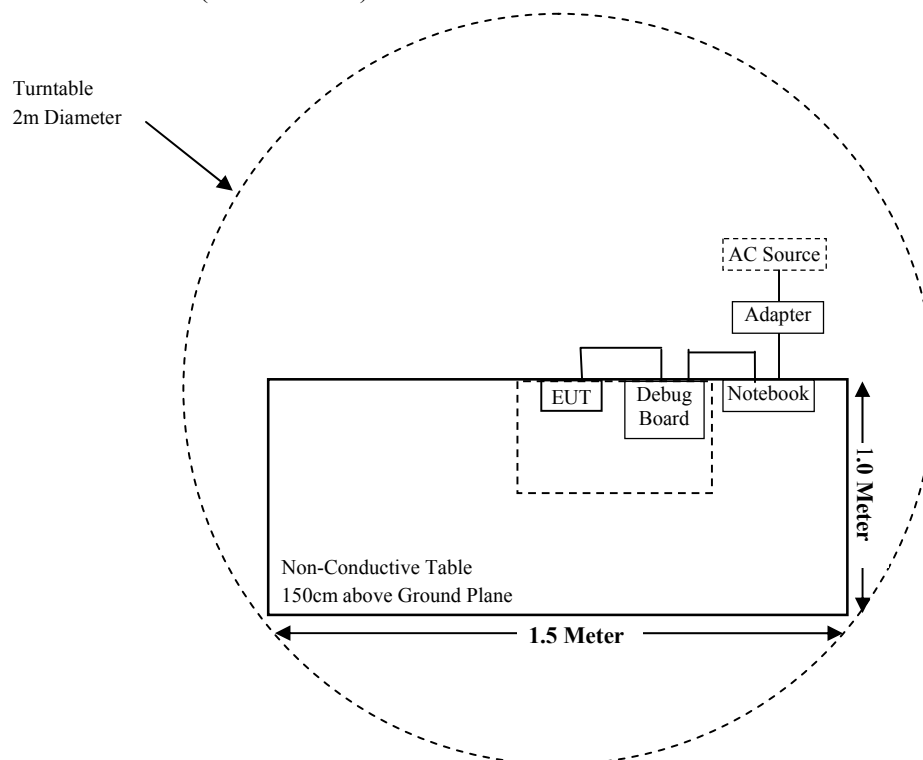 Turntable
2m Diameter
AC Source
Adapter
EUT
Debug
Board
Notebook
1.0 Meter
Non-Conductive Table
150cm above Ground Plane
1.5 Meter